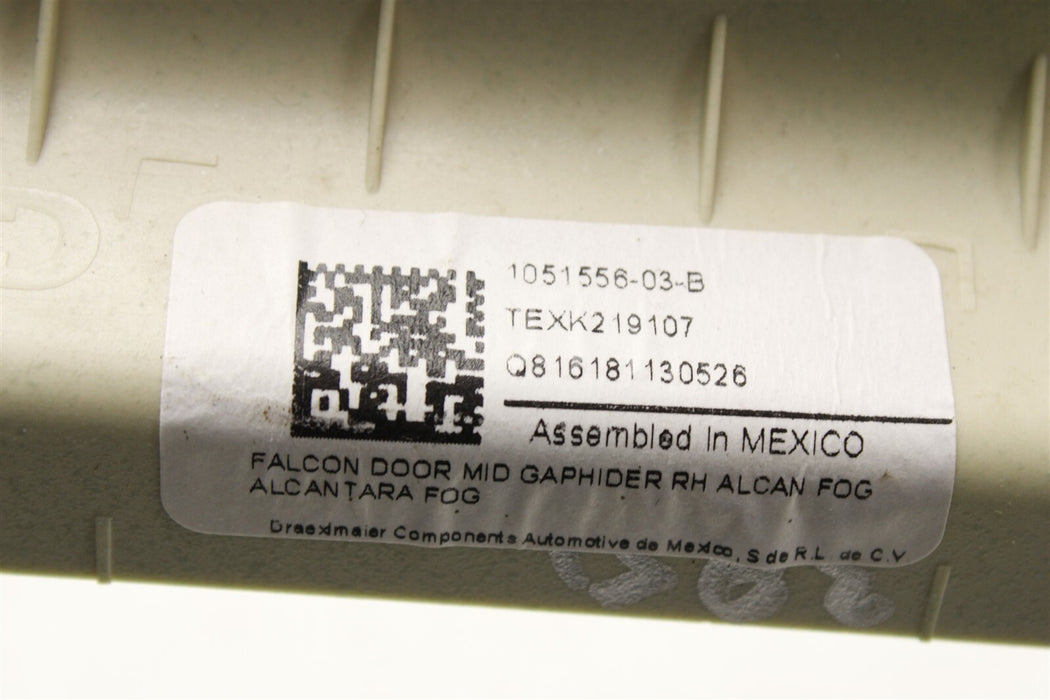 1051556-03-B
TEXK219107
Q816181130526
Assembled In MEXICO
FALCON DOOR MID GAPHIDER RH ALCAN FOG
ALCANTARA FOG
Draexlmaier Components Automotive de Mexico, S de R.L. de C.V